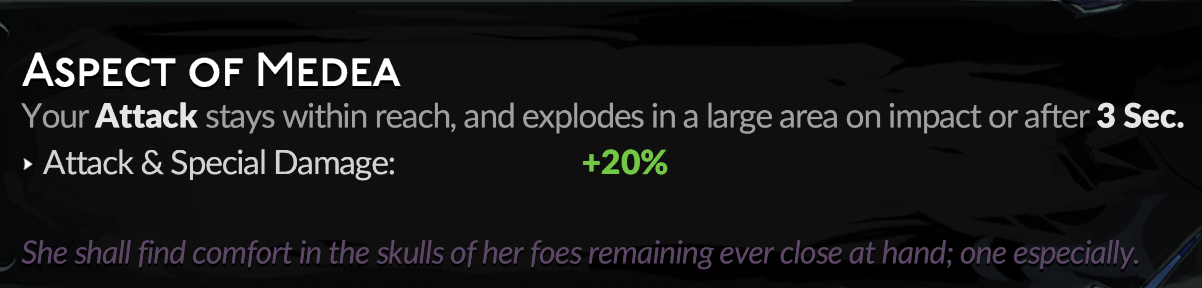 Aspect of Medea
Your Attack stays within reach, and explodes in a large area on impact or after 3 Sec.
▸ Attack & Special Damage: +20%
She shall find comfort in the skulls of her foes remaining ever close at hand; one especially.